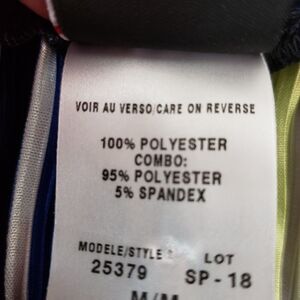 VOIR AU VERSO/CARE ON REVERSE
100% POLYESTER
COMBO:
95% POLYESTER
5% SPANDEX
MODELE/STYLE LOT
25379 SP-18
M/M